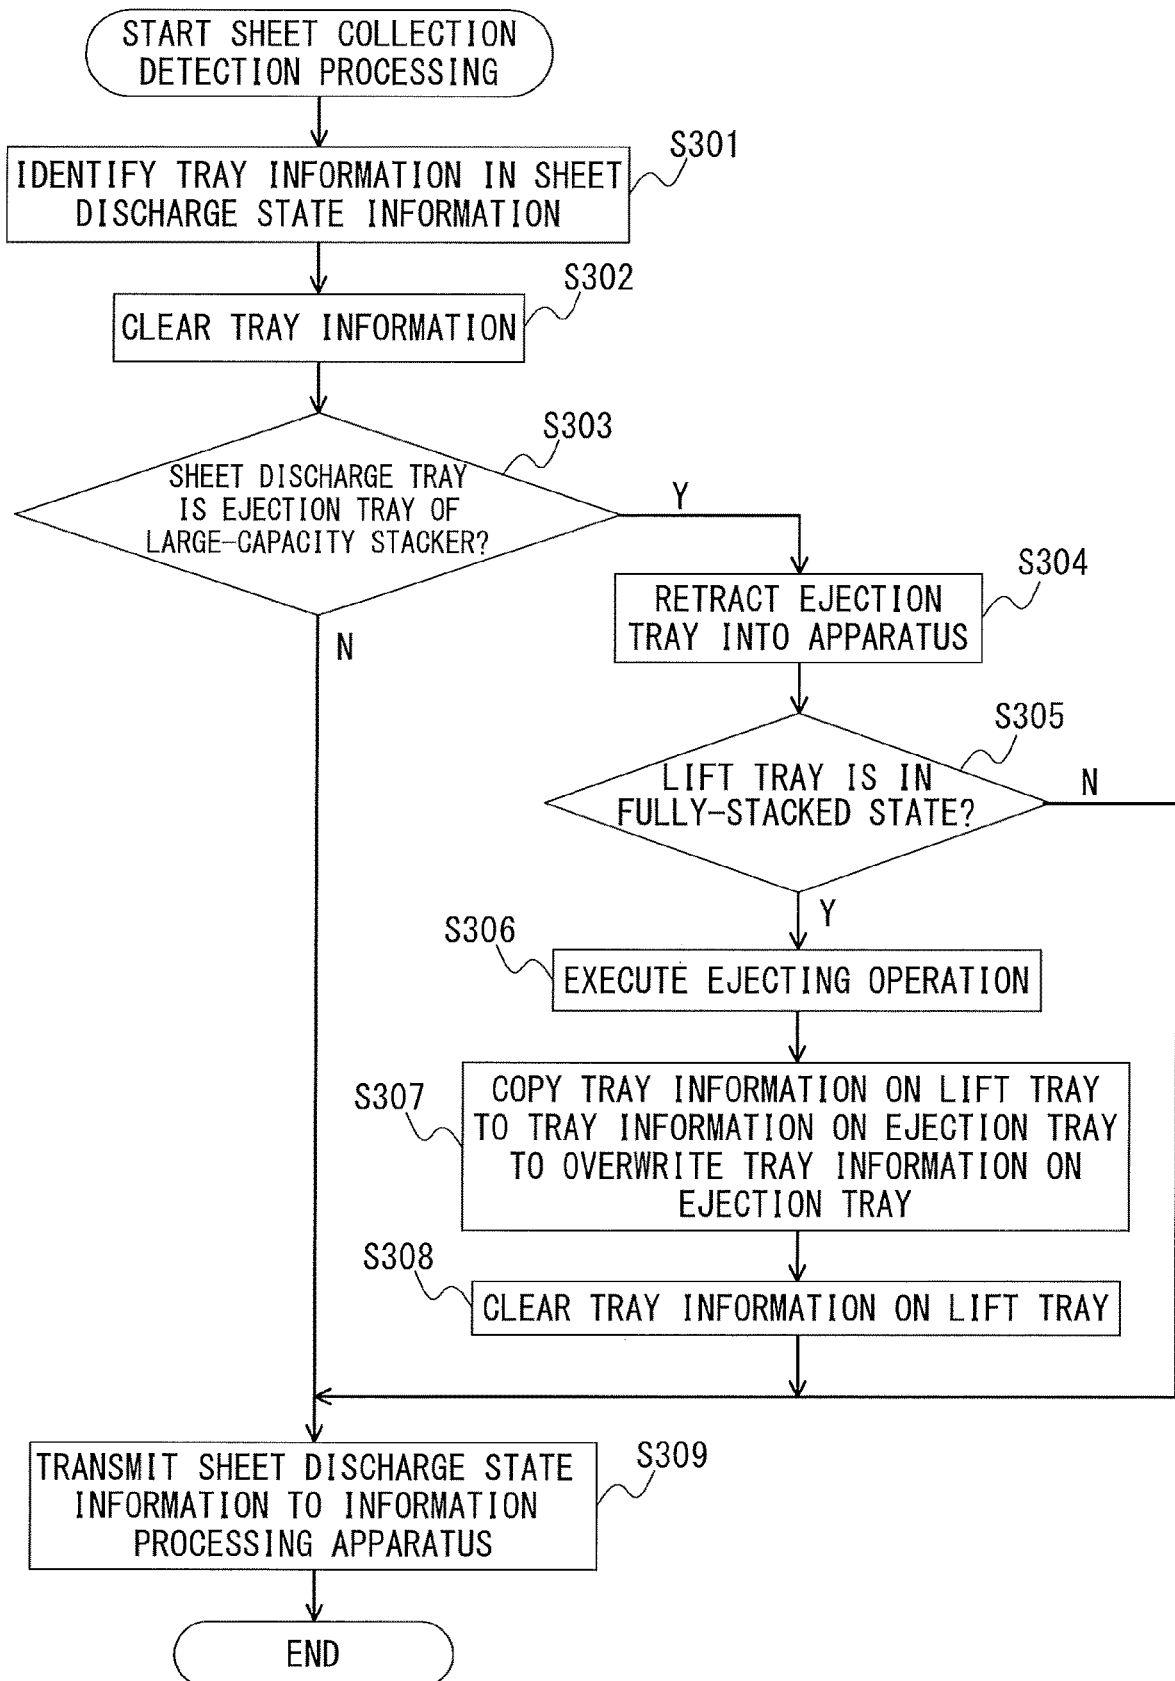 START SHEET COLLECTION
DETECTION PROCESSING
S301
IDENTIFY TRAY INFORMATION IN SHEET
DISCHARGE STATE INFORMATION
S302
CLEAR TRAY INFORMATION
S303
SHEET DISCHARGE TRAY
IS EJECTION TRAY OF
LARGE-CAPACITY STACKER?
Y
N
S304
RETRACT EJECTION
TRAY INTO APPARATUS
S305
LIFT TRAY IS IN
FULLY-STACKED STATE?
N
Y
S306
EXECUTE EJECTING OPERATION
S307
COPY TRAY INFORMATION ON LIFT TRAY
TO TRAY INFORMATION ON EJECTION TRAY
TO OVERWRITE TRAY INFORMATION ON
EJECTION TRAY
S308
CLEAR TRAY INFORMATION ON LIFT TRAY
S309
TRANSMIT SHEET DISCHARGE STATE
INFORMATION TO INFORMATION
PROCESSING APPARATUS
END